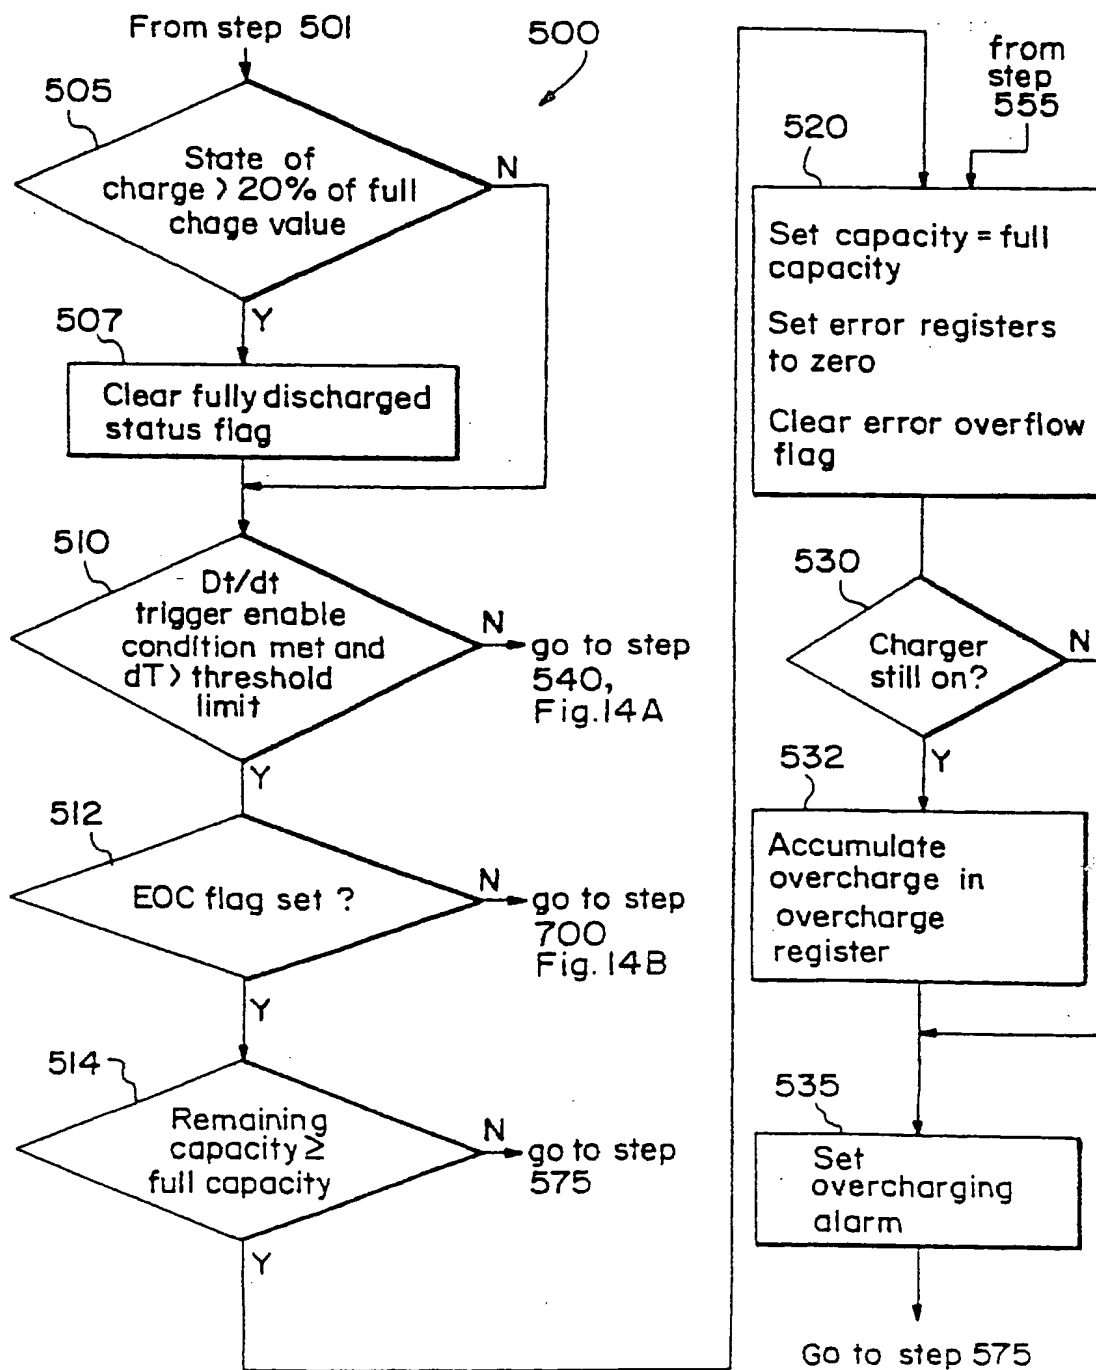 From step 501
500
505
State of
charge > 20% of full
chage value
N
Y
507
Clear fully discharged
status flag
510
Dt/dt
trigger enable
condition met and
dT > threshold
limit
N
go to step
540,
Fig. 14A
Y
512
EOC flag set ?
N
go to step
700
Fig. 14B
Y
514
Remaining
capacity ≥
full capacity
N
go to step
575
Y
from
step
555
520
Set capacity = full
capacity
Set error registers
to zero
Clear error overflow
flag
530
Charger
still on?
N
Y
532
Accumulate
overcharge in
overcharge
register
535
Set
overcharging
alarm
Go to step 575